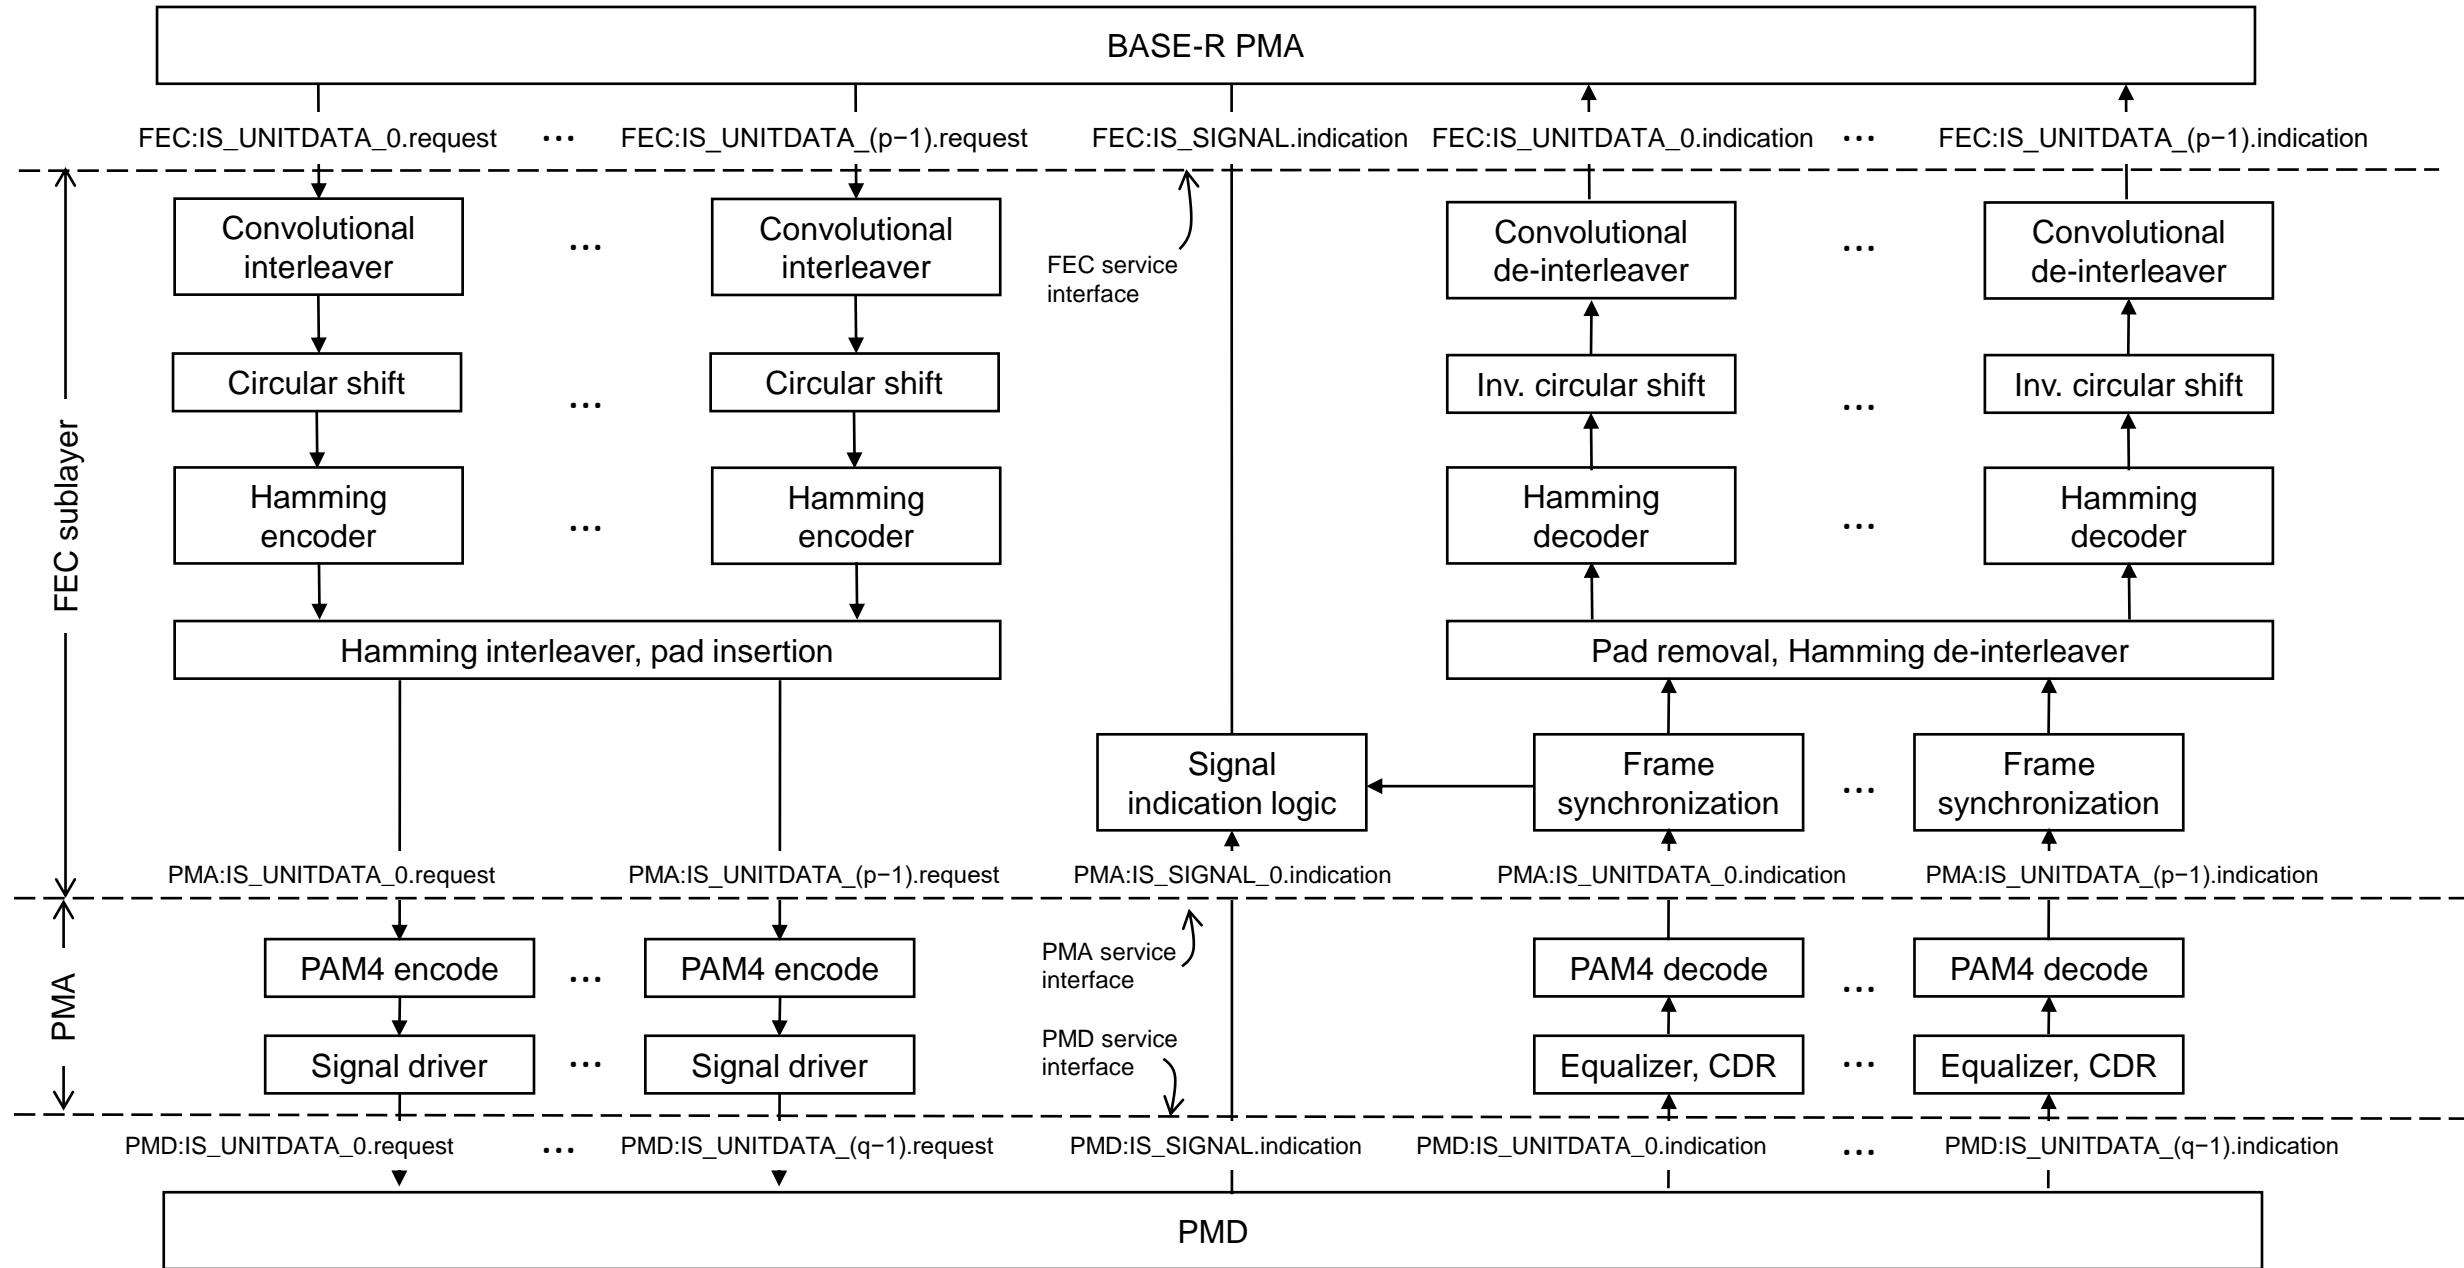 BASE-R PMA
FEC:IS_UNITDATA_0.request ... FEC:IS_UNITDATA_(p−1).request FEC:IS_SIGNAL.indication FEC:IS_UNITDATA_0.indication ... FEC:IS_UNITDATA_(p−1).indication
Convolutional
interleaver
...
Convolutional
interleaver
FEC service
interface
Convolutional
de-interleaver
...
Convolutional
de-interleaver
Circular shift ... Circular shift Inv. circular shift ... Inv. circular shift
FEC sublayer
Hamming
encoder
...
Hamming
encoder
Hamming
decoder
...
Hamming
decoder
Hamming interleaver, pad insertion
Pad removal, Hamming de-interleaver
Signal
indication logic
Frame
synchronization
...
Frame
synchronization
PMA:IS_UNITDATA_0.request PMA:IS_UNITDATA_(p−1).request PMA:IS_SIGNAL_0.indication PMA:IS_UNITDATA_0.indication PMA:IS_UNITDATA_(p−1).indication
PMA
PAM4 encode ... PAM4 encode
PMA service
interface
PAM4 decode ... PAM4 decode
Signal driver ... Signal driver
PMD service
interface
Equalizer, CDR ... Equalizer, CDR
PMD:IS_UNITDATA_0.request ... PMD:IS_UNITDATA_(q−1).request PMD:IS_SIGNAL.indication PMD:IS_UNITDATA_0.indication ... PMD:IS_UNITDATA_(q−1).indication
PMD